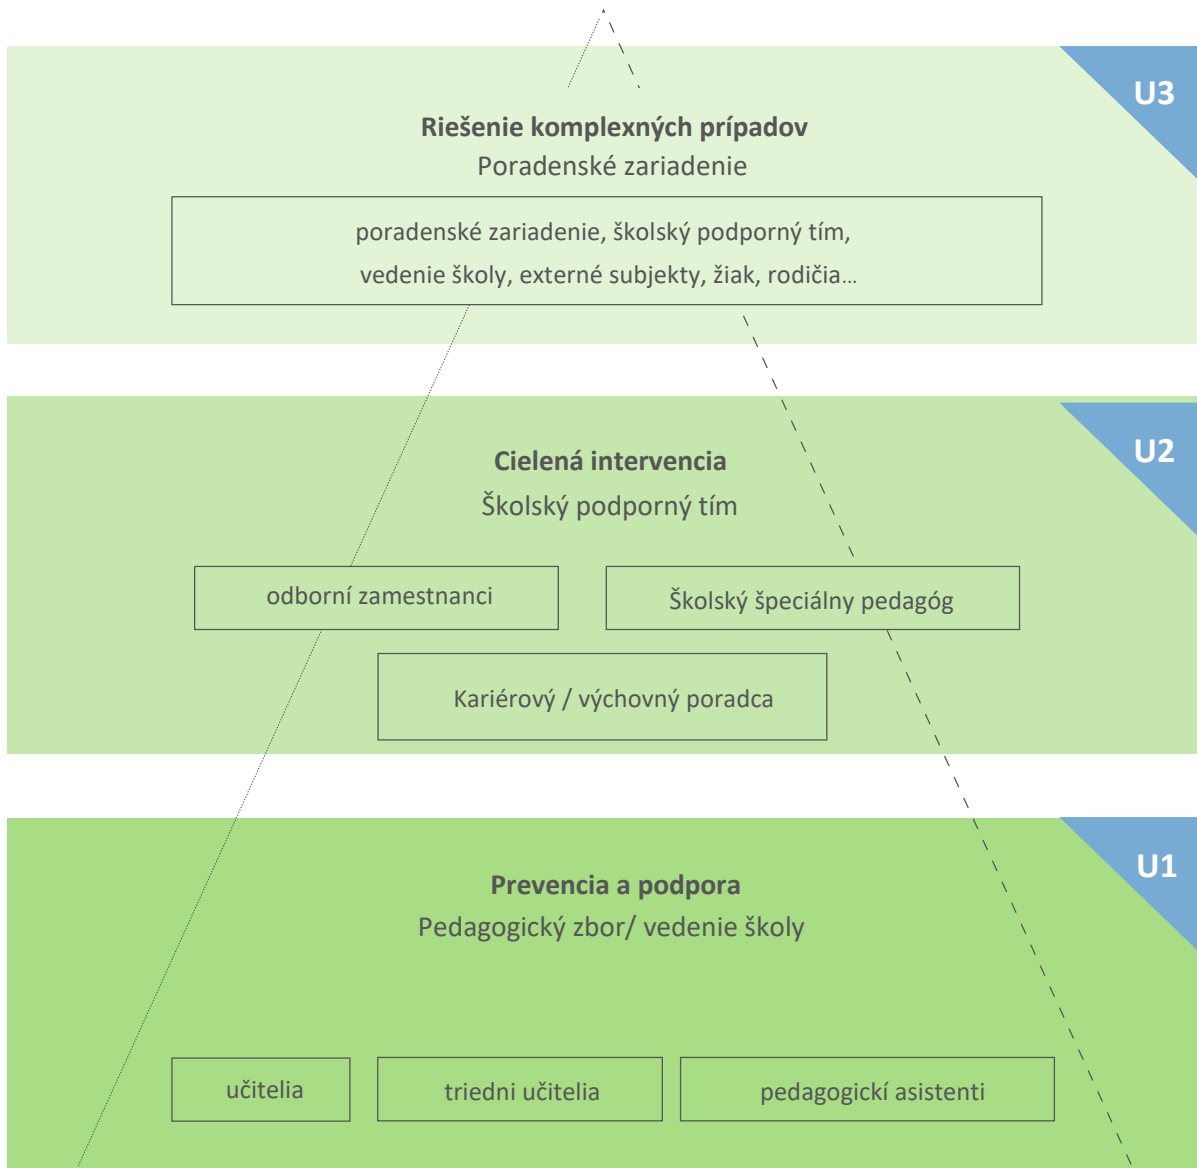 U3
Riešenie komplexných prípadov
Poradenské zariadenie
poradenské zariadenie, školský podporný tím,
vedenie školy, externé subjekty, žiak, rodičia…
U2
Cielená intervencia
Školský podporný tím
odborní zamestnanci
Školský špeciálny pedagóg
Kariérový / výchovný poradca
U1
Prevencia a podpora
Pedagogický zbor/ vedenie školy
učitelia
triedni učitelia
pedagogickí asistenti